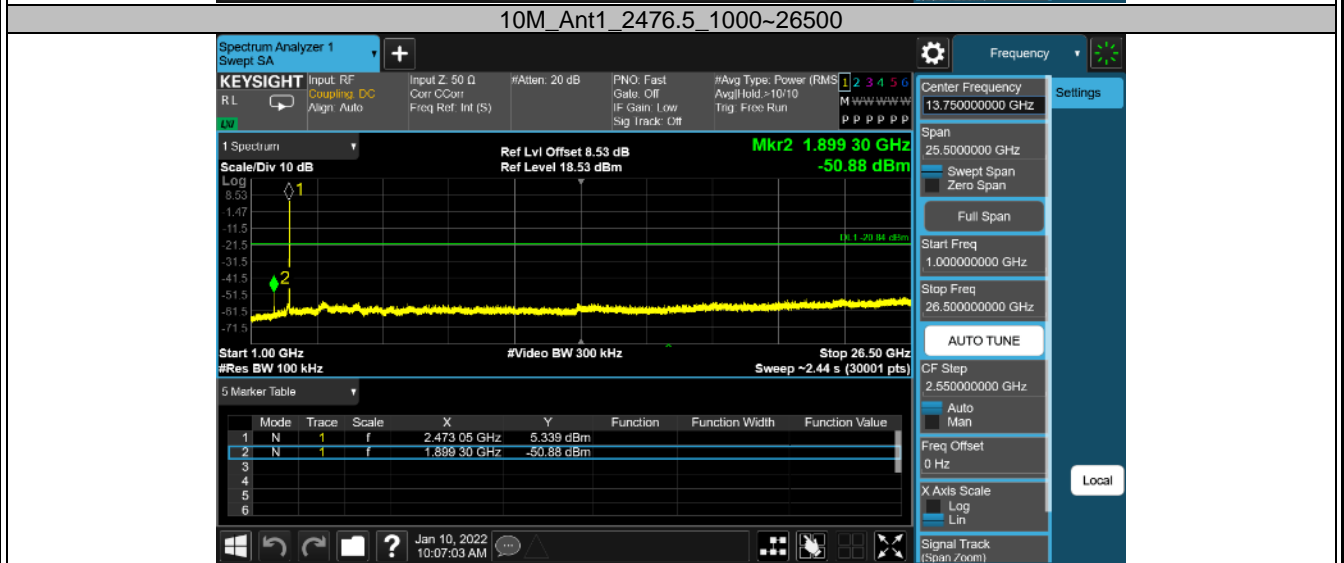 10M_Ant1_2476.5_1000~26500
Spectrum Analyzer 1
Swept SA
+
Frequency
KEYSIGHT
R L
LXI
Input: RF
Coupling: DC
Align: Auto
Input Z: 50 Ω
Corr CCorr
Freq Ref: Int (S)
#Atten: 20 dB
PNO: Fast
Gate: Off
IF Gain: Low
Sig Track: Off
#Avg Type: Power (RMS
Avg|Hold:>10/10
Trig: Free Run
1 2 3 4 5 6
M W W W W W
P P P P P P
1 Spectrum
Scale/Div 10 dB
Ref Lvl Offset 8.53 dB
Ref Level 18.53 dBm
Mkr2 1.899 30 GHz
-50.88 dBm
Log
8.53
-1.47
-11.5
-21.5
-31.5
-41.5
-51.5
-61.5
-71.5
1
2
DL1 -20.84 dBm
Start 1.00 GHz
#Res BW 100 kHz
#Video BW 300 kHz
Stop 26.50 GHz
Sweep ~2.44 s (30001 pts)
5 Marker Table
Mode Trace Scale X Y Function Function Width Function Value
1 N 1 f 2.473 05 GHz 5.339 dBm
2 N 1 f 1.899 30 GHz -50.88 dBm
3
4
5
6
?
Jan 10, 2022
10:07:03 AM
Center Frequency
13.750000000 GHz
Settings
Span
25.5000000 GHz
Swept Span
Zero Span
Full Span
Start Freq
1.000000000 GHz
Stop Freq
26.500000000 GHz
AUTO TUNE
CF Step
2.550000000 GHz
Auto
Man
Freq Offset
0 Hz
X Axis Scale
Log
Lin
Local
Signal Track
(Span Zoom)